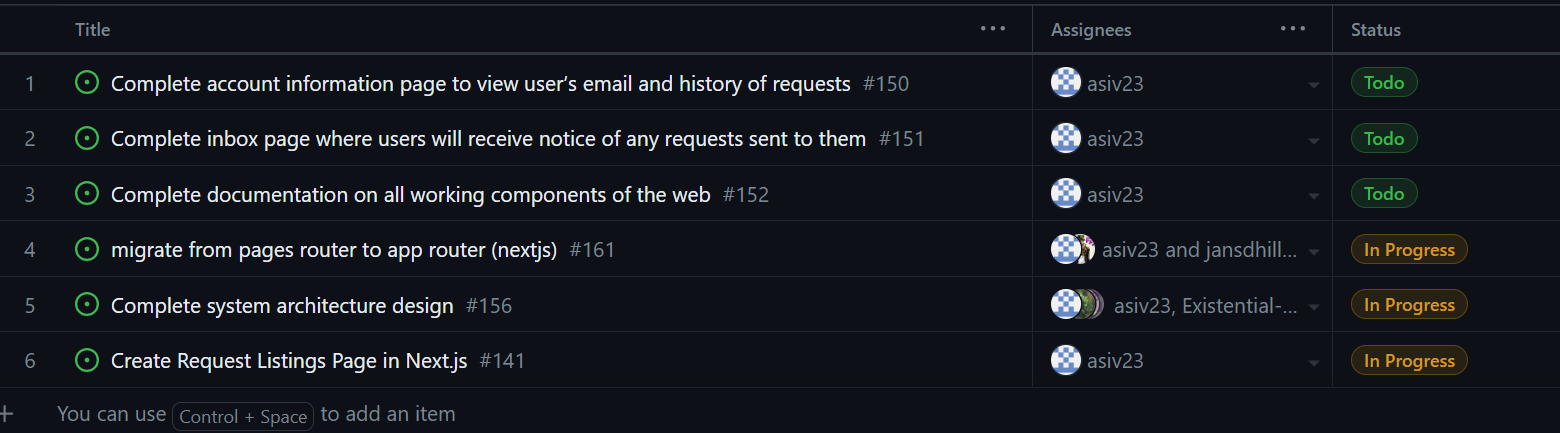 Title ... Assignees ... Status
1 Complete account information page to view user’s email and history of requests #150 asiv23 Todo
2 Complete inbox page where users will receive notice of any requests sent to them #151 asiv23 Todo
3 Complete documentation on all working components of the web #152 asiv23 Todo
4 migrate from pages router to app router (nextjs) #161 asiv23 and jansdhill... In Progress
5 Complete system architecture design #156 asiv23, Existential-... In Progress
6 Create Request Listings Page in Next.js #141 asiv23 In Progress
+ You can use Control + Space to add an item